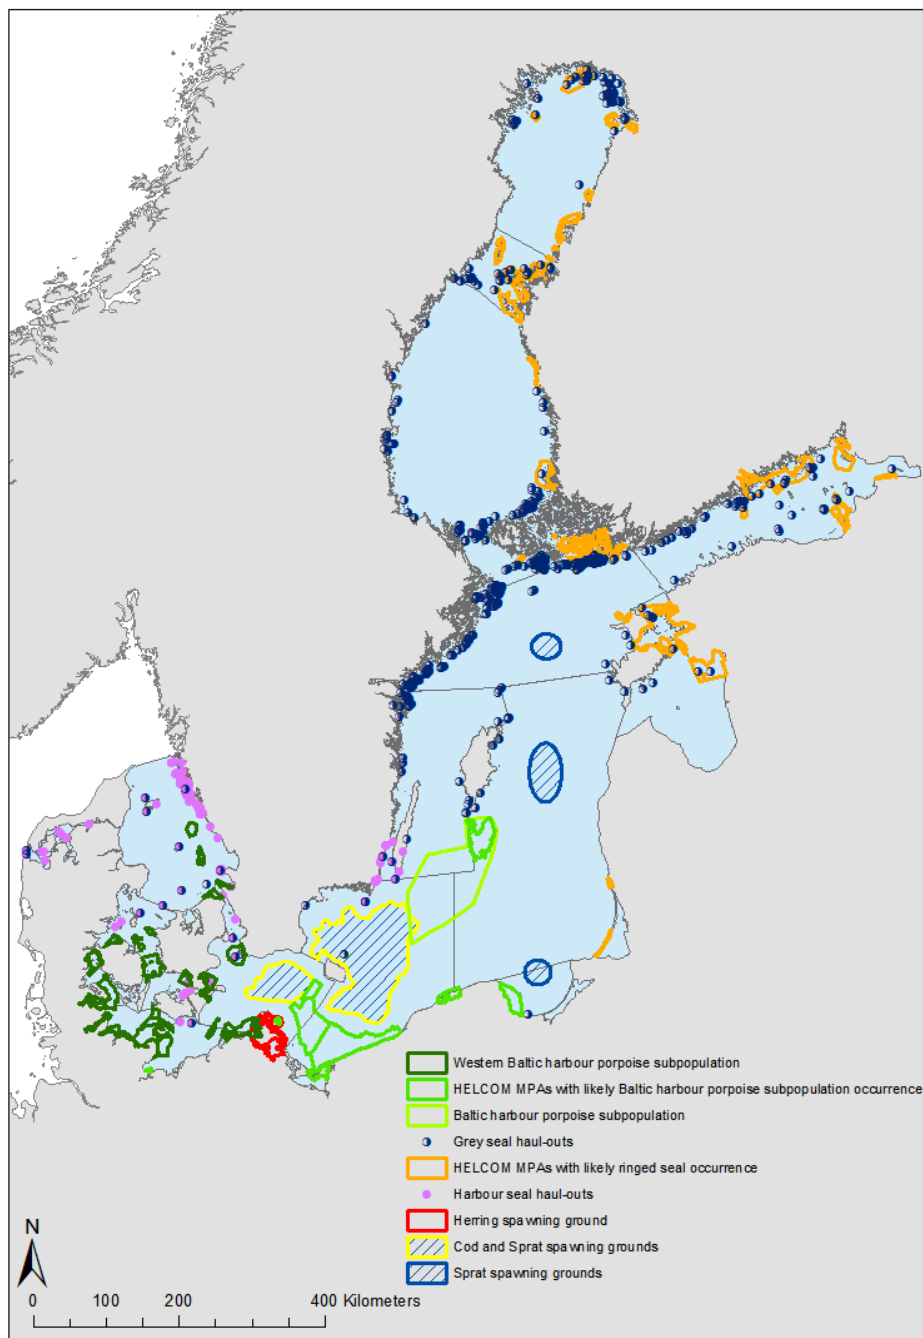 Western Baltic harbour porpoise subpopulation
HELCOM MPAs with likely Baltic harbour porpoise subpopulation occurrence
Baltic harbour porpoise subpopulation
Grey seal haul-outs
HELCOM MPAs with likely ringed seal occurrence
Harbour seal haul-outs
Herring spawning ground
Cod and Sprat spawning grounds
Sprat spawning grounds
N
0 100 200 400 Kilometers